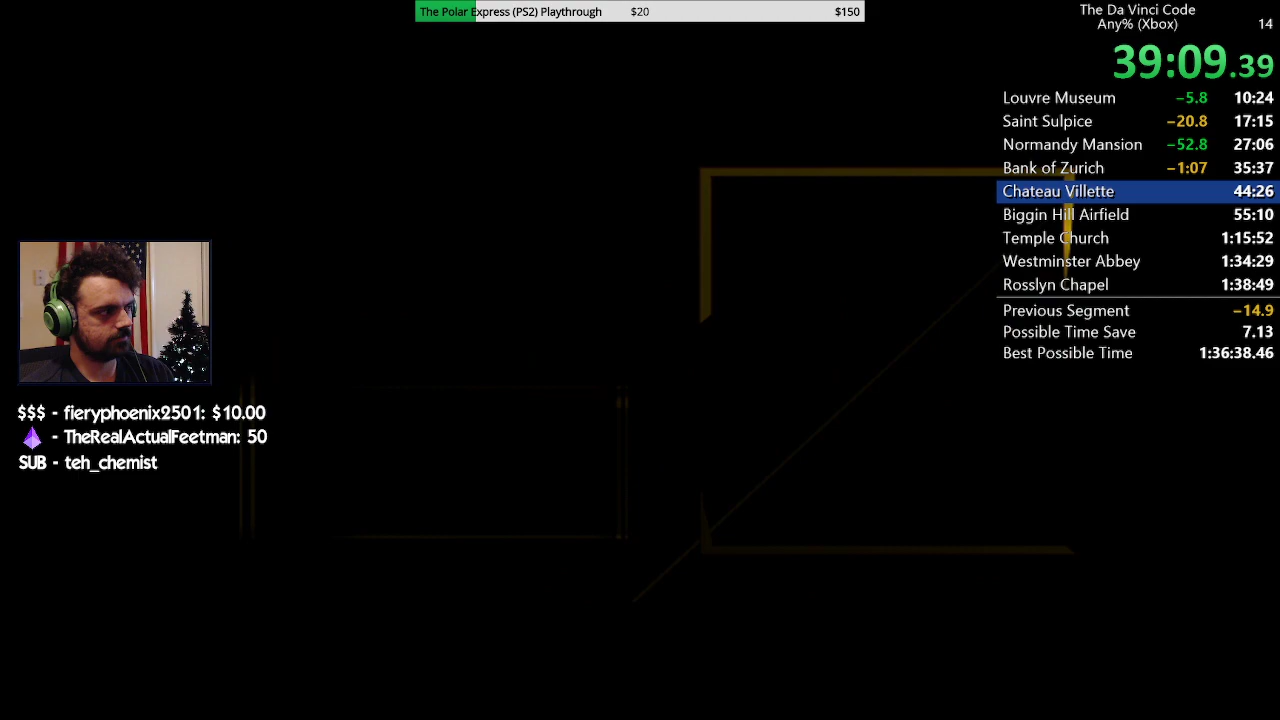 The Polar Express (PS2) Playthrough $20 $150
The Da Vinci Code
Any% (Xbox) 14
39:09.39
Louvre Museum −5.8 10:24
Saint Sulpice −20.8 17:15
Normandy Mansion −52.8 27:06
Bank of Zurich −1:07 35:37
Chateau Villette 44:26
Biggin Hill Airfield 55:10
Temple Church 1:15:52
Westminster Abbey 1:34:29
Rosslyn Chapel 1:38:49
Previous Segment −14.9
Possible Time Save 7.13
Best Possible Time 1:36:38.46
$$$ - fieryphoenix2501: $10.00
- TheRealActualFeetman: 50
SUB - teh_chemist